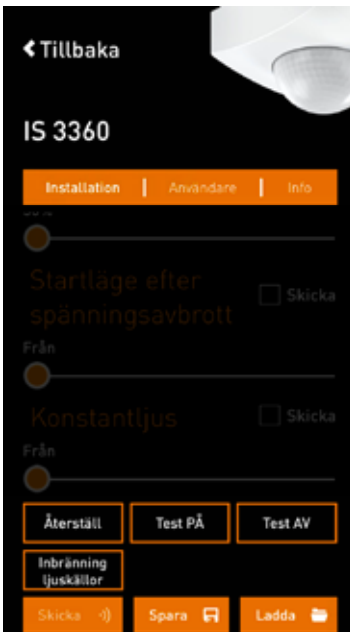 Tillbaka
IS 3360
Installation | Användare | Info
Startläge efter
spänningsavbrott
Skicka
Från
Konstantljus
Skicka
Från
Återställ
Test PÅ
Test AV
Inbränning
ljuskällor
Skicka
Spara
Ladda